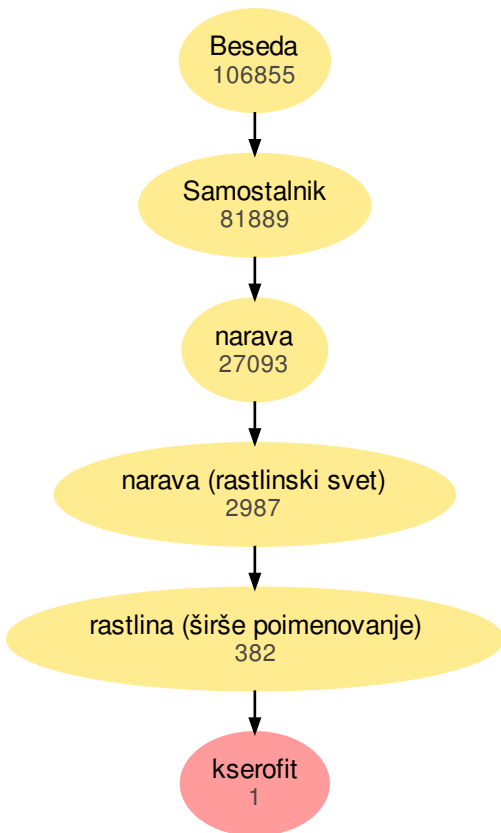 Beseda
106855
Samostalnik
81889
narava
27093
narava (rastlinski svet)
2987
rastlina (širše poimenovanje)
382
kserofit
1